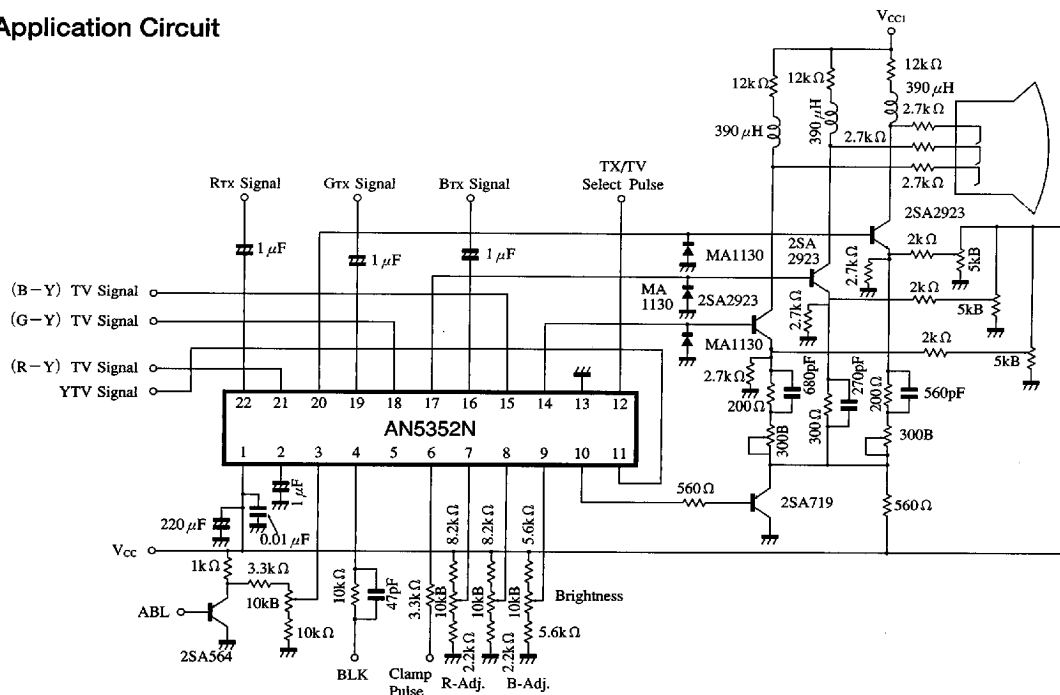 Application Circuit
VCC1
12kΩ
12kΩ
12kΩ
390μH
390μH
390μH
2.7kΩ
2.7kΩ
2.7kΩ
RTX Signal
GTX Signal
BTX Signal
TX/TV
Select Pulse
1μF
1μF
1μF
2SA2923
2SA
2923
2SA2923
MA1130
MA
1130
MA1130
2kΩ
2kΩ
2kΩ
5kB
5kB
5kB
2.7kΩ
2.7kΩ
2.7kΩ
(B−Y) TV Signal
(G−Y) TV Signal
(R−Y) TV Signal
YTV Signal
22 21 20 19 18 17 16 15 14 13 12
AN5352N
1 2 3 4 5 6 7 8 9 10 11
680pF
270pF
560pF
200Ω
300Ω
200Ω
300B
300B
560Ω
2SA719
560Ω
1μF
220μF
0.01μF
VCC
1kΩ
3.3kΩ
10kB
10kΩ
ABL
2SA564
10kΩ
47pF
BLK
3.3kΩ
Clamp
Pulse
8.2kΩ
8.2kΩ
5.6kΩ
10kB
10kB
10kB
Brightness
2.2kΩ
2.2kΩ
5.6kΩ
R-Adj.
B-Adj.